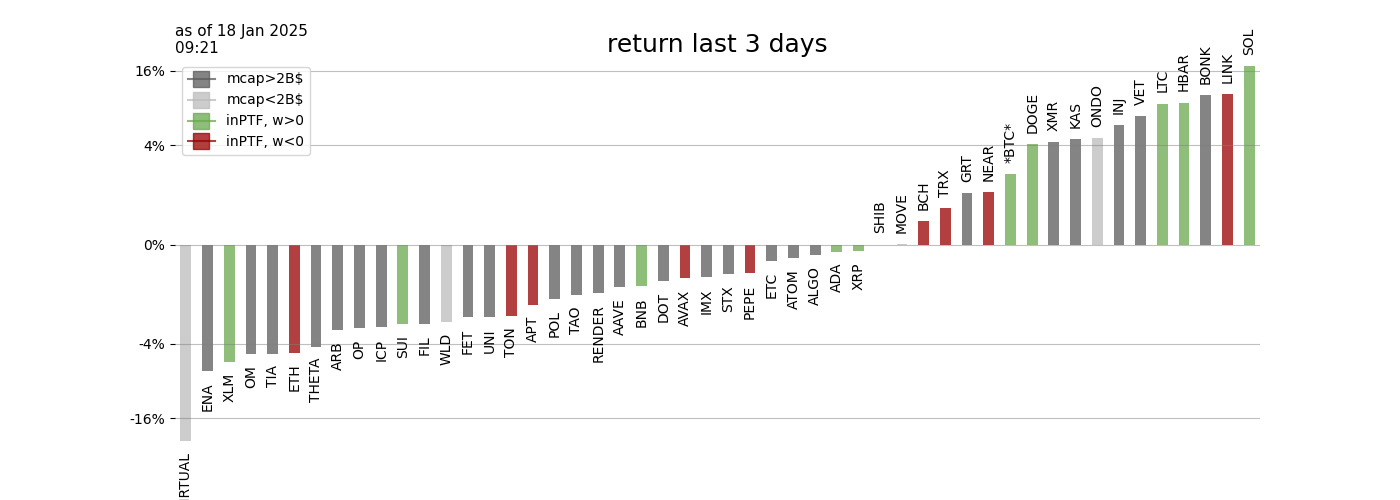 as of 18 Jan 2025
09:21
return last 3 days
mcap>2B$
mcap<2B$
inPTF, w>0
inPTF, w<0
16%
4%
0%
-4%
-16%
RTUAL
ENA
XLM
OM
TIA
ETH
THETA
ARB
OP
ICP
SUI
FIL
WLD
FET
UNI
TON
APT
POL
TAO
RENDER
AAVE
BNB
DOT
AVAX
IMX
STX
PEPE
ETC
ATOM
ALGO
ADA
XRP
SHIB
MOVE
BCH
TRX
GRT
NEAR
*BTC*
DOGE
XMR
KAS
ONDO
INJ
VET
LTC
HBAR
BONK
LINK
SOL